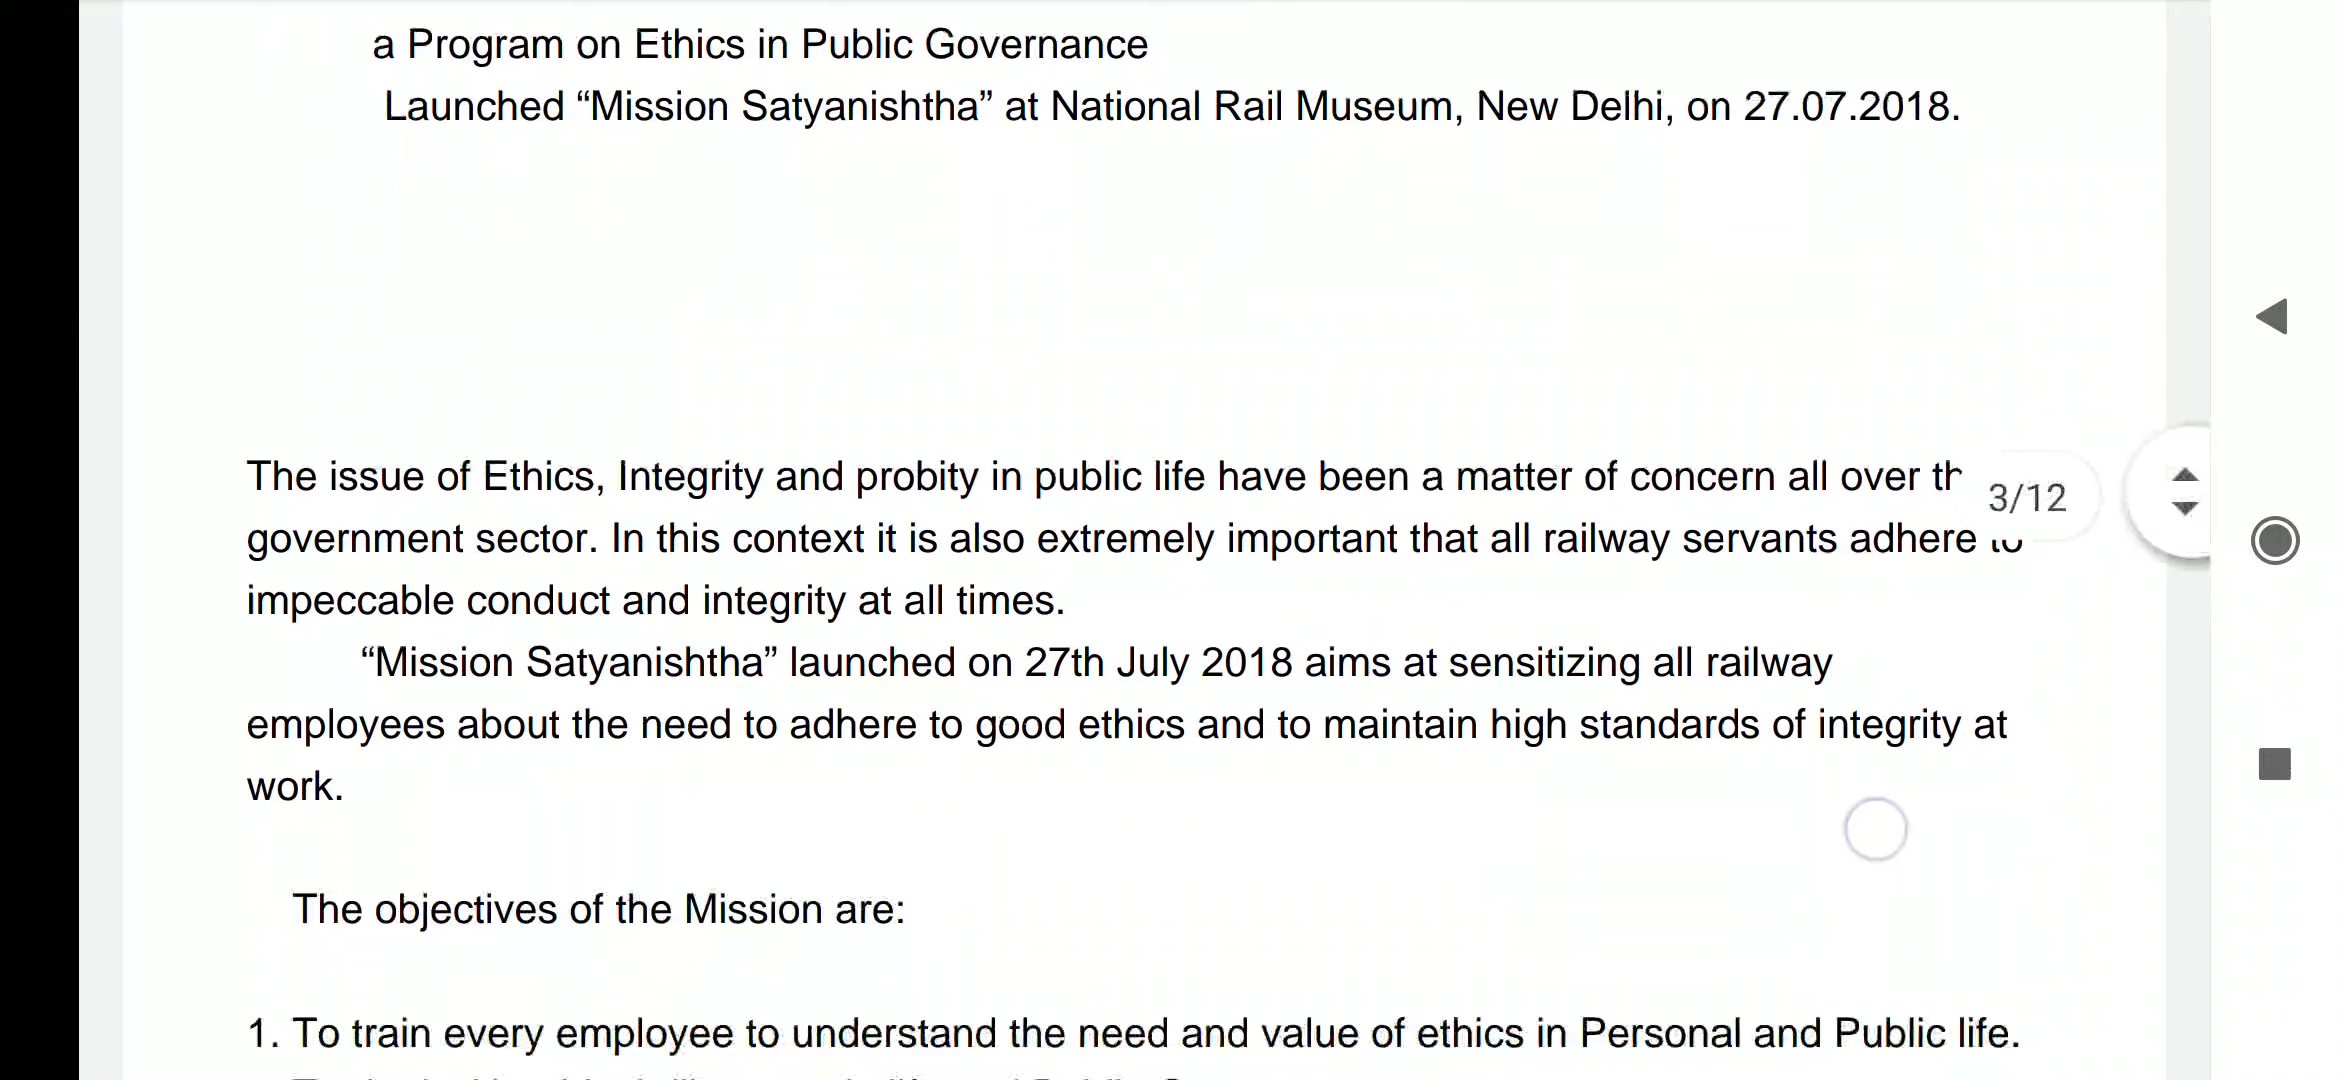 a Program on Ethics in Public Governance
Launched “Mission Satyanishtha” at National Rail Museum, New Delhi, on 27.07.2018.
The issue of Ethics, Integrity and probity in public life have been a matter of concern all over
3/12
government sector. In this context it is also extremely important that all railway servants adhere to
impeccable conduct and integrity at all times.
“Mission Satyanishtha” launched on 27th July 2018 aims at sensitizing all railway
employees about the need to adhere to good ethics and to maintain high standards of integrity at
work.
The objectives of the Mission are:
1. To train every employee to understand the need and value of ethics in Personal and Public life.